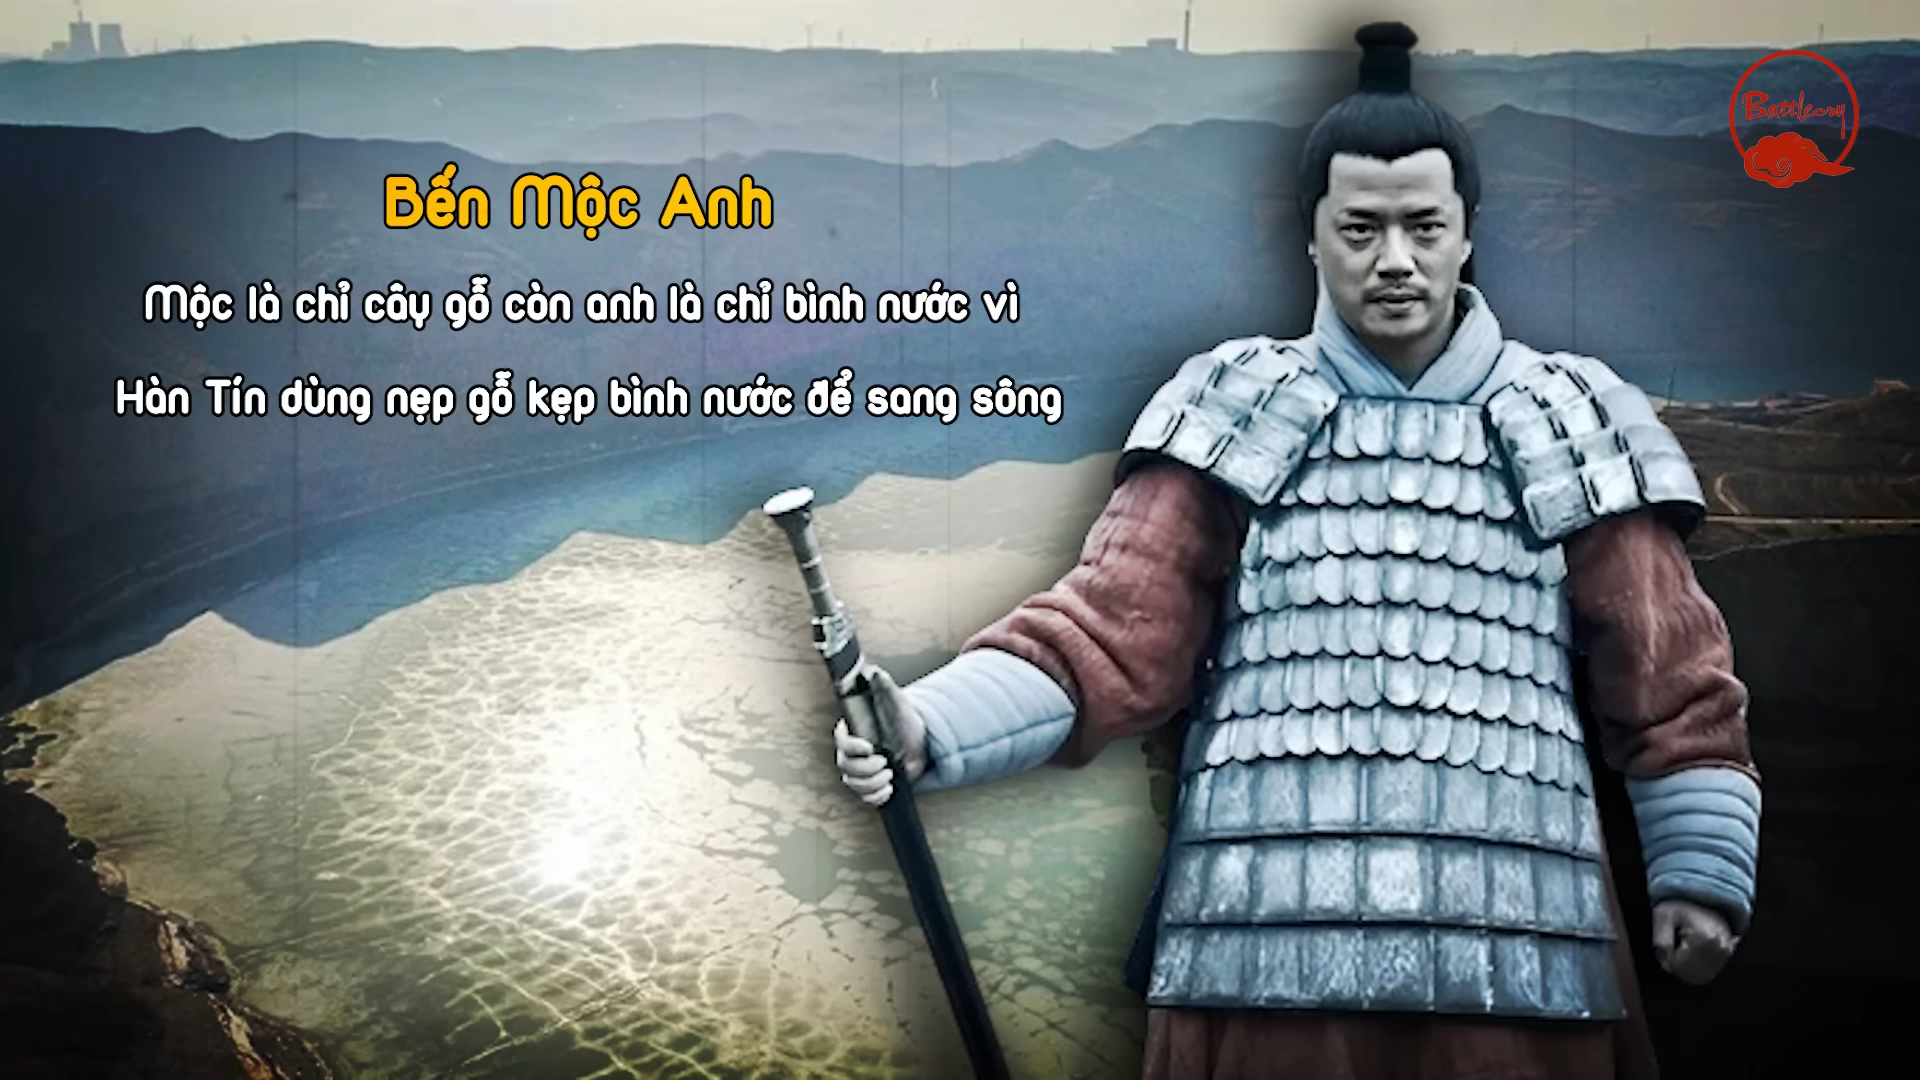 Battlecry
Bến Mộc Anh
Mộc là chỉ cây gỗ còn anh là chỉ bình nước vì
Hàn Tín dùng nẹp gỗ kẹp bình nước để sang sông